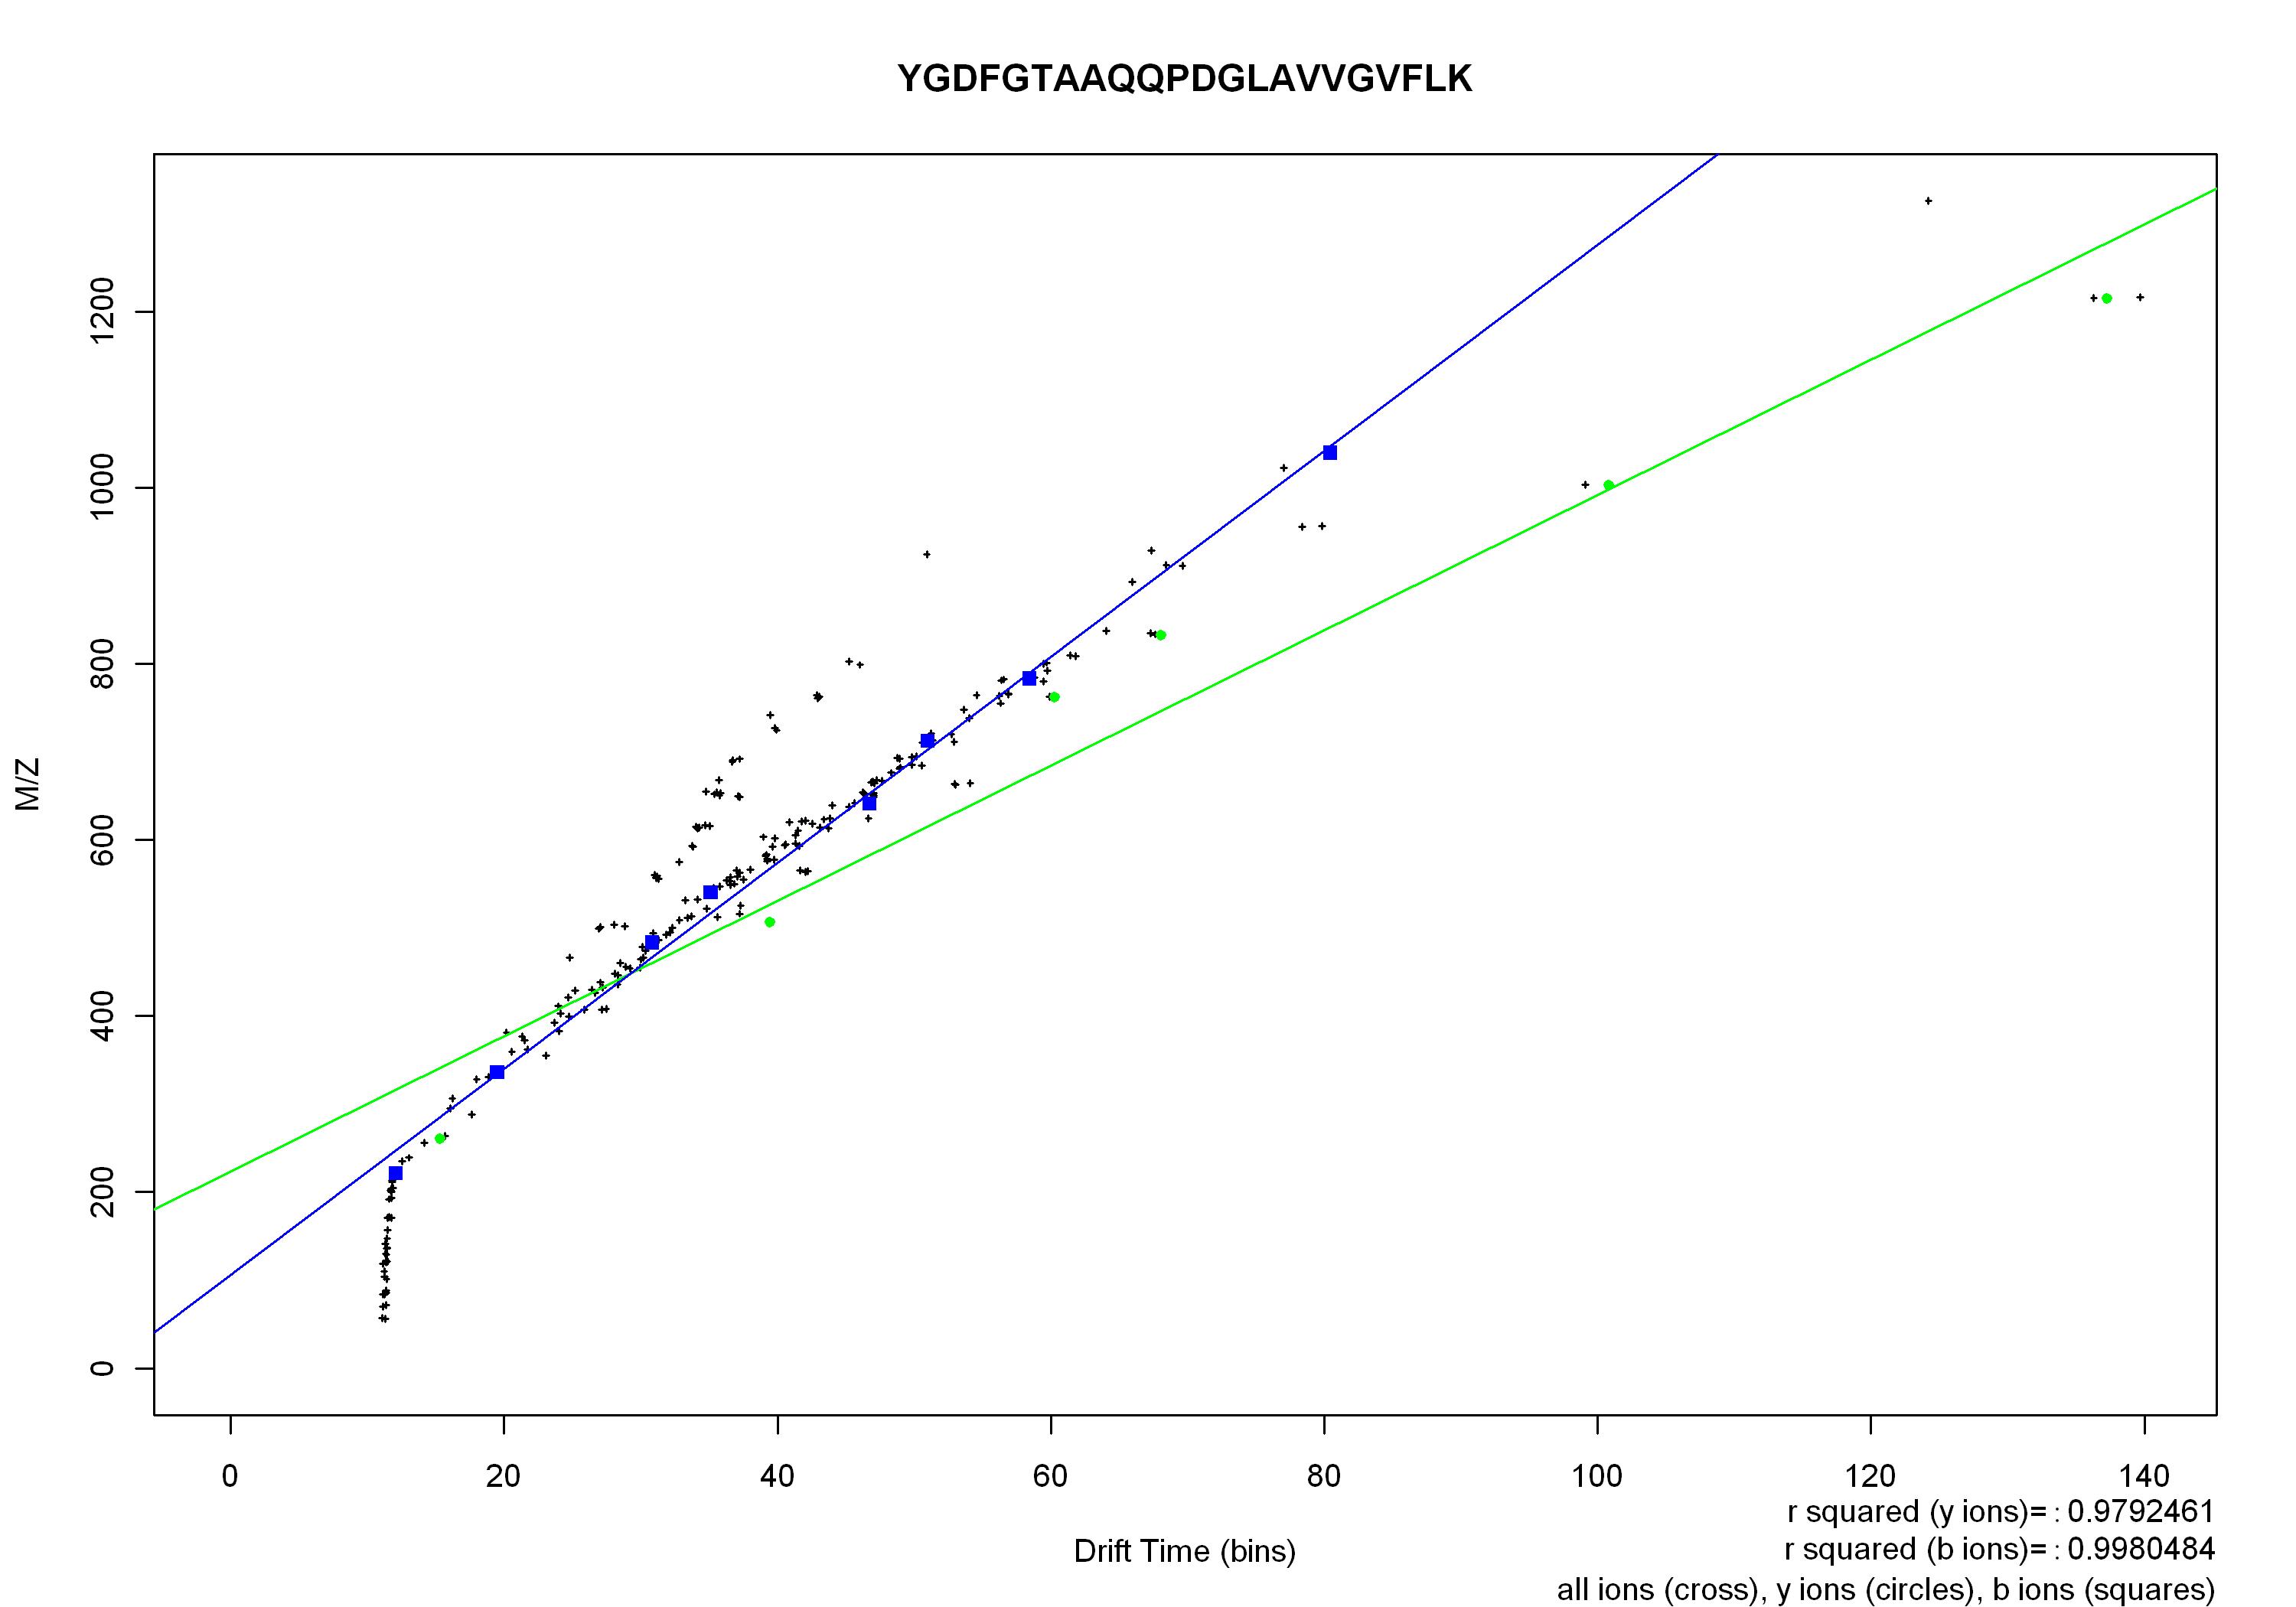 YGDFGTAAQQPDGLAVVGVFLK
M/Z
1200
1000
800
600
400
200
0
0 20 40 60 80 100 120 140
Drift Time (bins)
r squared (y ions)= : 0.9792461
r squared (b ions)= : 0.9980484
all ions (cross), y ions (circles), b ions (squares)